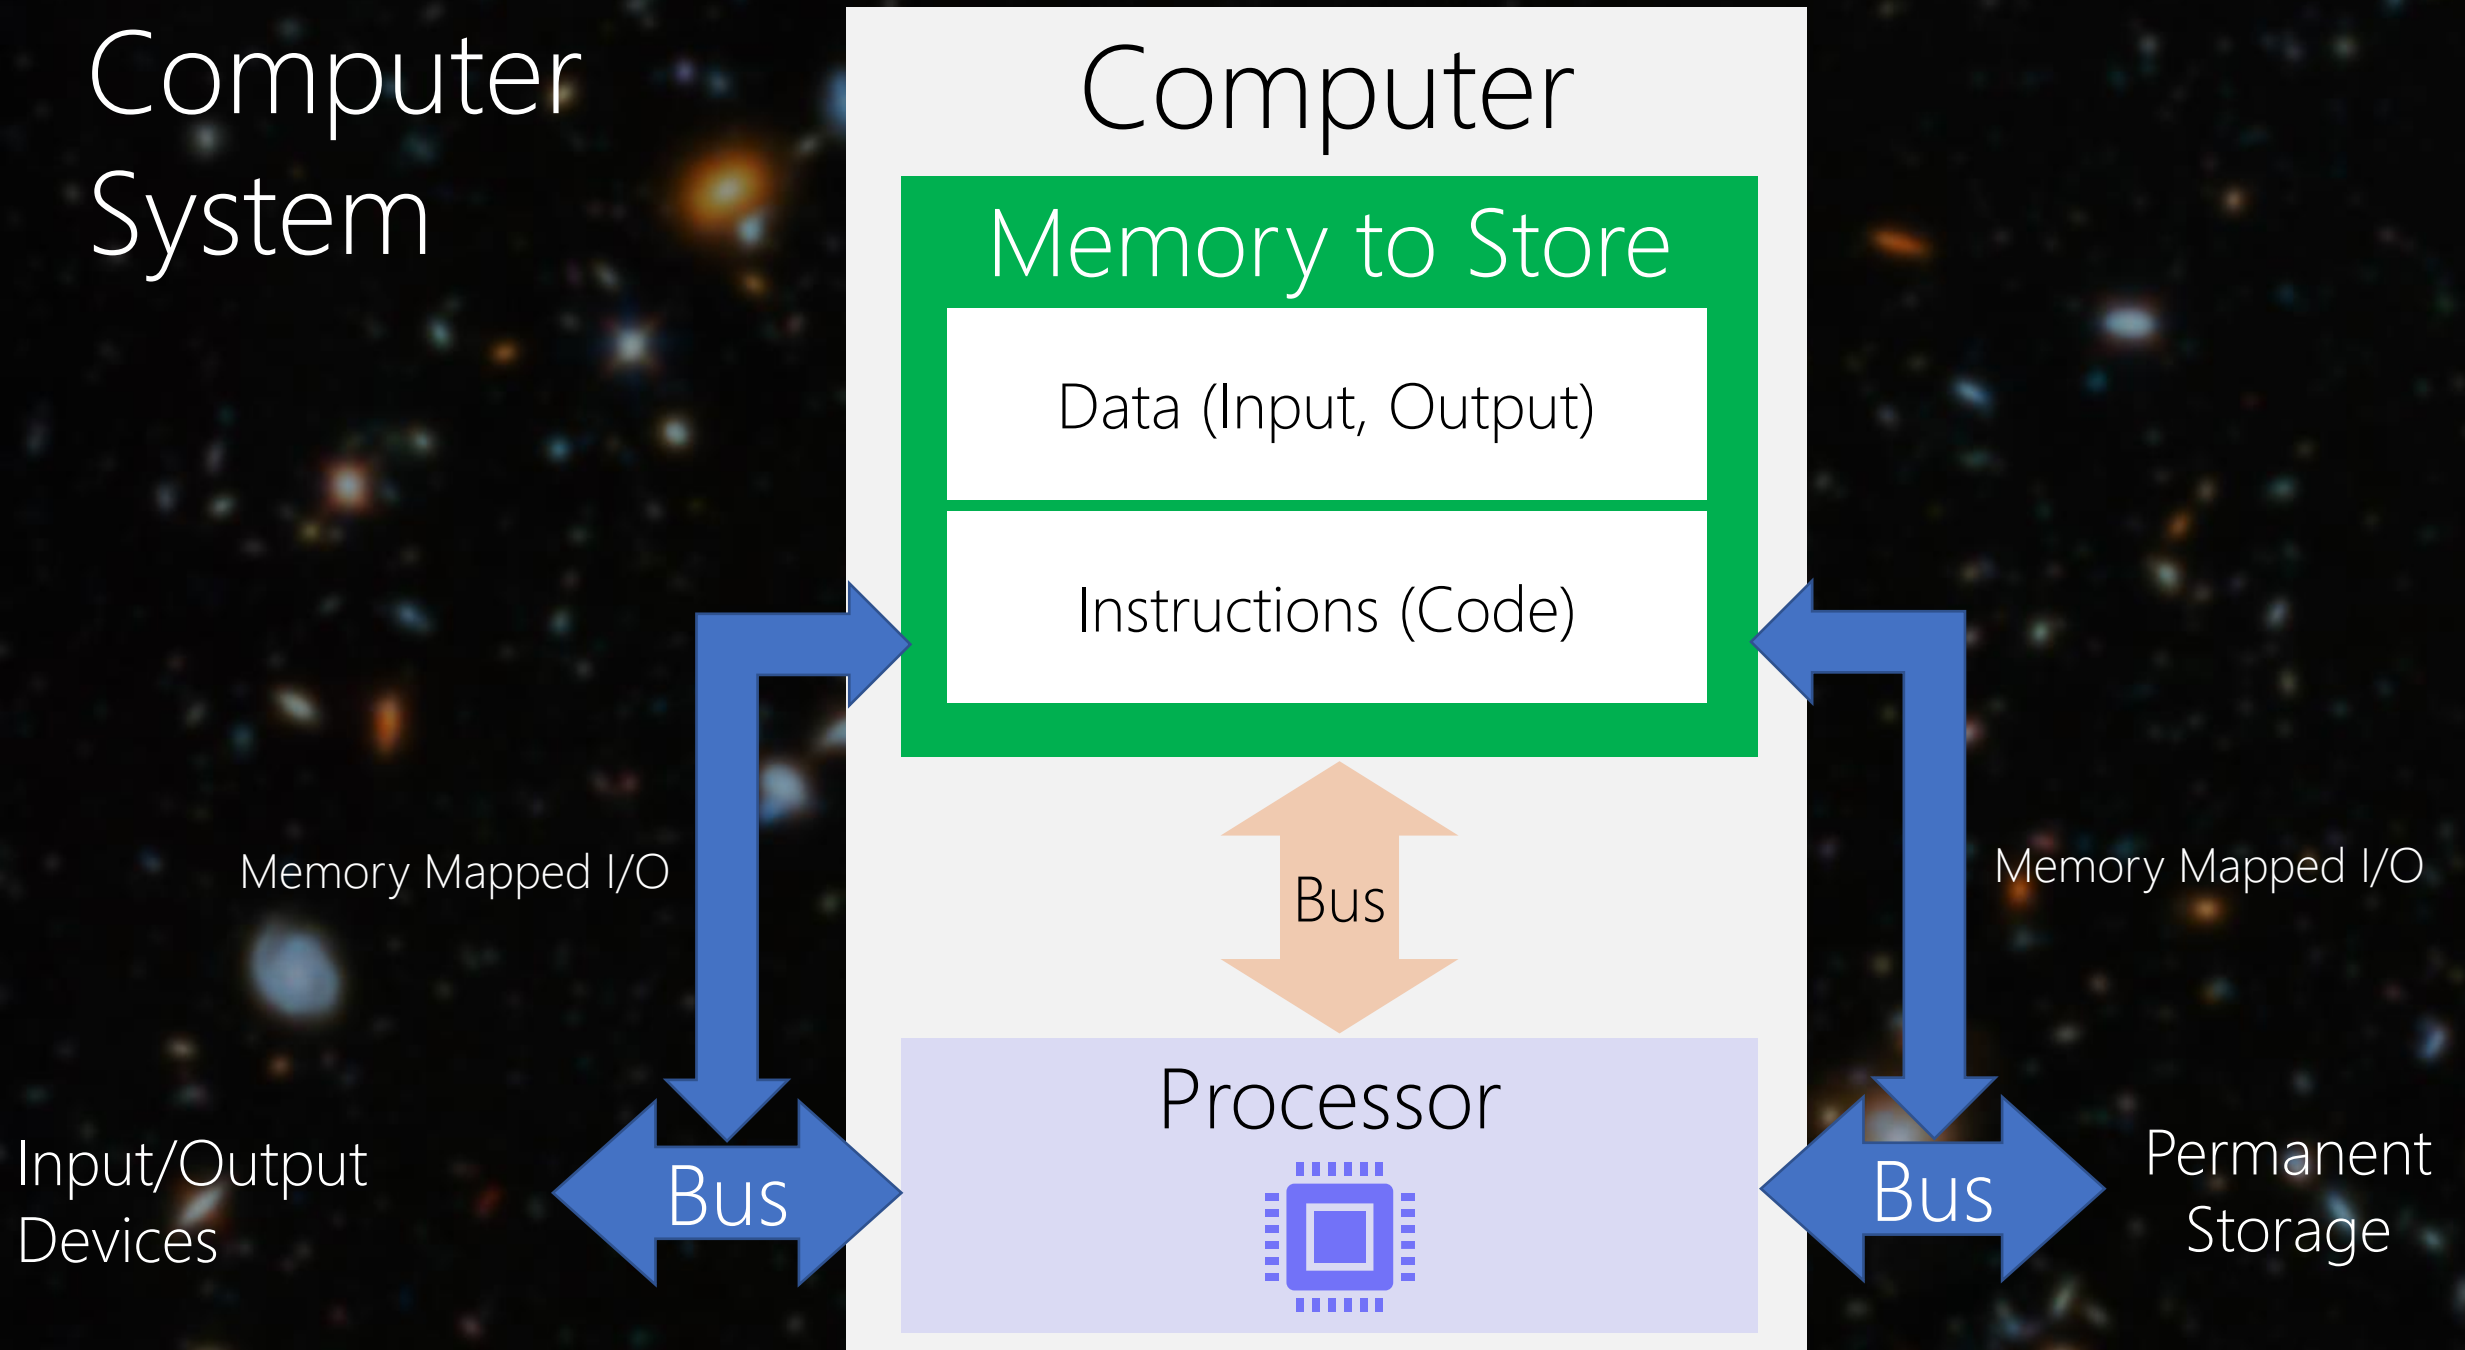 Computer
System
Computer
Memory to Store
Data (Input, Output)
Instructions (Code)
Memory Mapped I/O
Bus
Memory Mapped I/O
Processor
Input/Output
Devices
Bus
Bus
Permanent
Storage